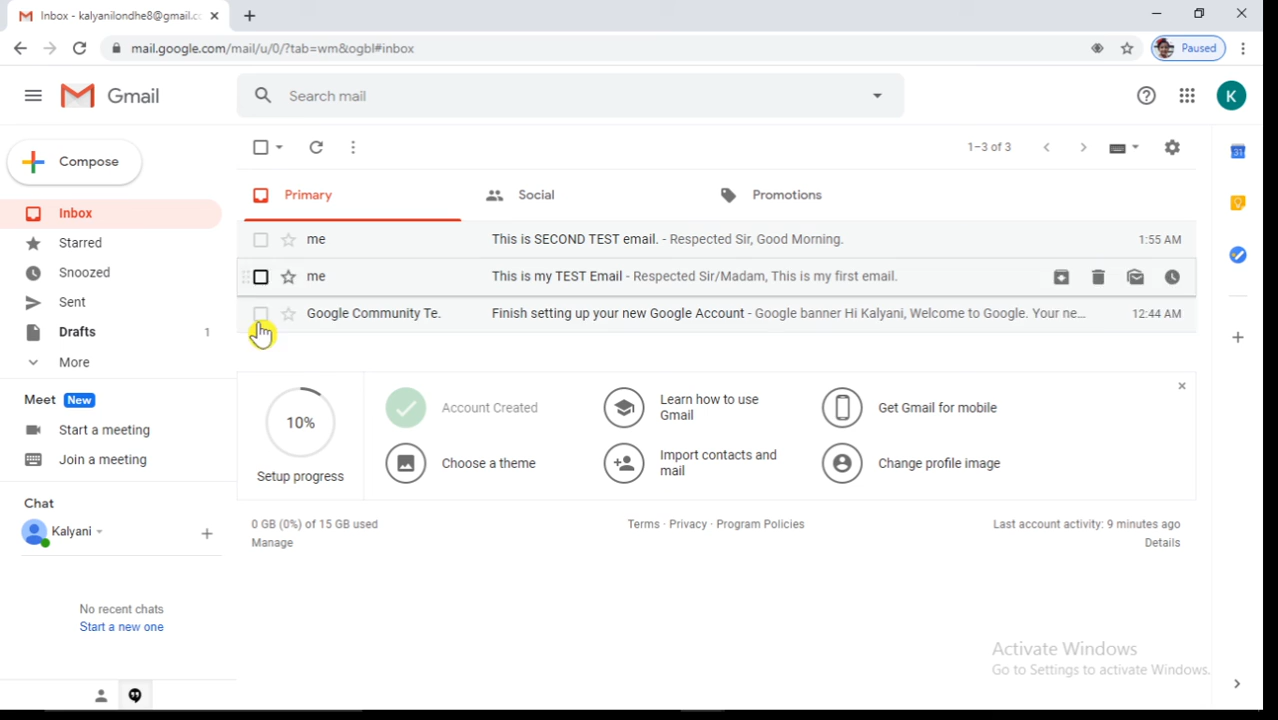 Inbox - kalyanilondhe8@gmail.c
mail.google.com/mail/u/0/?tab=wm&ogbl#inbox
Paused
Gmail
Search mail
K
Compose
1–3 of 3
31
Inbox
Primary
Social
Promotions
Starred
me
This is SECOND TEST email. - Respected Sir, Good Morning.
1:55 AM
Snoozed
me
This is my TEST Email - Respected Sir/Madam, This is my first email.
Sent
Google Community Te.
Finish setting up your new Google Account - Google banner Hi Kalyani, Welcome to Google. Your ne...
12:44 AM
Drafts
1
More
Meet New
Start a meeting
Join a meeting
10%
Setup progress
Account Created
Learn how to use
Gmail
Get Gmail for mobile
Choose a theme
Import contacts and
mail
Change profile image
Chat
Kalyani
0 GB (0%) of 15 GB used
Manage
Terms · Privacy · Program Policies
Last account activity: 9 minutes ago
Details
No recent chats
Start a new one
Activate Windows
Go to Settings to activate Windows.